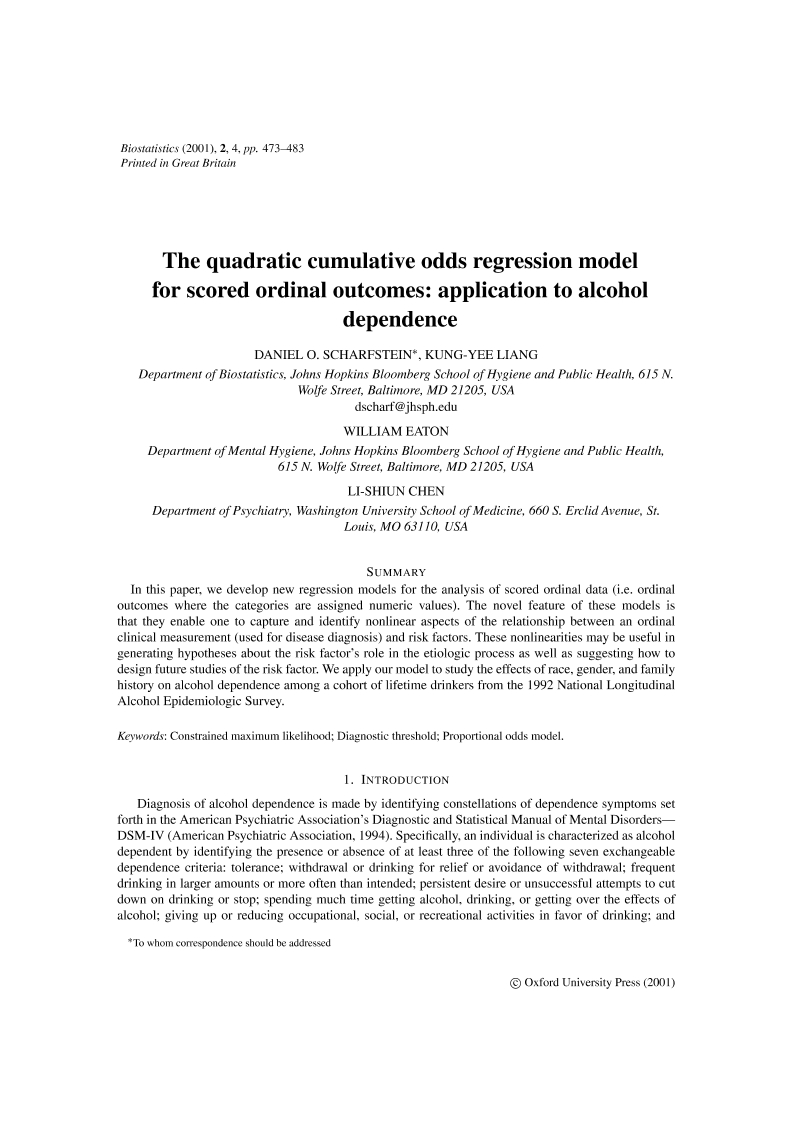 Biostatistics (2001), 2, 4, pp. 473–483
Printed in Great Britain
The quadratic cumulative odds regression model
for scored ordinal outcomes: application to alcohol
dependence
DANIEL O. SCHARFSTEIN*, KUNG-YEE LIANG
Department of Biostatistics, Johns Hopkins Bloomberg School of Hygiene and Public Health, 615 N.
Wolfe Street, Baltimore, MD 21205, USA
dscharf@jhsph.edu
WILLIAM EATON
Department of Mental Hygiene, Johns Hopkins Bloomberg School of Hygiene and Public Health,
615 N. Wolfe Street, Baltimore, MD 21205, USA
LI-SHIUN CHEN
Department of Psychiatry, Washington University School of Medicine, 660 S. Erclid Avenue, St.
Louis, MO 63110, USA
SUMMARY
In this paper, we develop new regression models for the analysis of scored ordinal data (i.e. ordinal
outcomes where the categories are assigned numeric values). The novel feature of these models is
that they enable one to capture and identify nonlinear aspects of the relationship between an ordinal
clinical measurement (used for disease diagnosis) and risk factors. These nonlinearities may be useful in
generating hypotheses about the risk factor's role in the etiologic process as well as suggesting how to
design future studies of the risk factor. We apply our model to study the effects of race, gender, and family
history on alcohol dependence among a cohort of lifetime drinkers from the 1992 National Longitudinal
Alcohol Epidemiologic Survey.
Keywords: Constrained maximum likelihood; Diagnostic threshold; Proportional odds model.
1. INTRODUCTION
Diagnosis of alcohol dependence is made by identifying constellations of dependence symptoms set
forth in the American Psychiatric Association's Diagnostic and Statistical Manual of Mental Disorders—
DSM-IV (American Psychiatric Association, 1994). Specifically, an individual is characterized as alcohol
dependent by identifying the presence or absence of at least three of the following seven exchangeable
dependence criteria: tolerance; withdrawal or drinking for relief or avoidance of withdrawal; frequent
drinking in larger amounts or more often than intended; persistent desire or unsuccessful attempts to cut
down on drinking or stop; spending much time getting alcohol, drinking, or getting over the effects of
alcohol; giving up or reducing occupational, social, or recreational activities in favor of drinking; and
*To whom correspondence should be addressed
© Oxford University Press (2001)